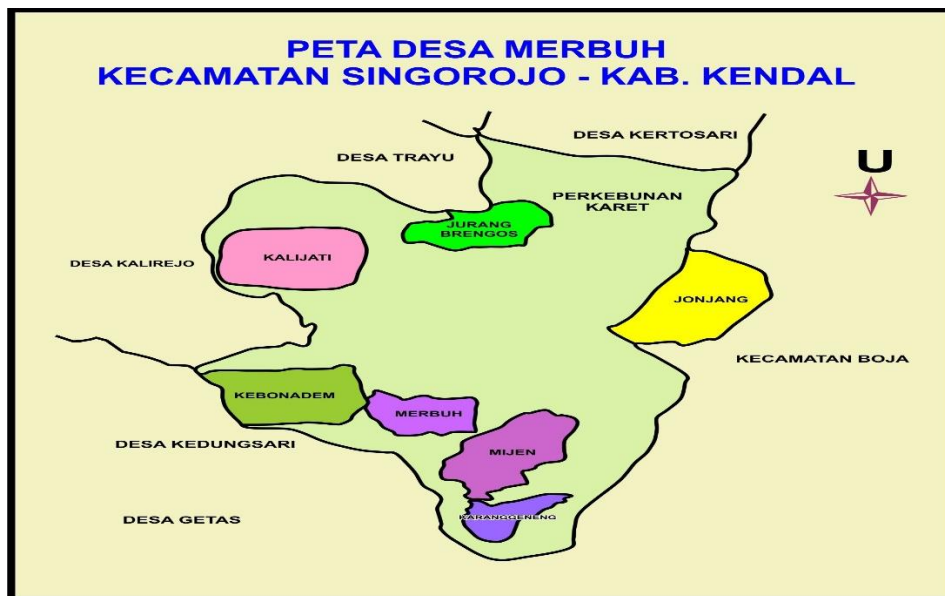 PETA DESA MERBUH
KECAMATAN SINGOROJO - KAB. KENDAL
DESA KERTOSARI
DESA TRAYU
U
PERKEBUNAN
KARET
JURANG
BRENGOS
KALIJATI
DESA KALIREJO
JONJANG
KECAMATAN BOJA
KEBONADEM
MERBUH
DESA KEDUNGSARI
MIJEN
DESA GETAS
KARANGGENENG